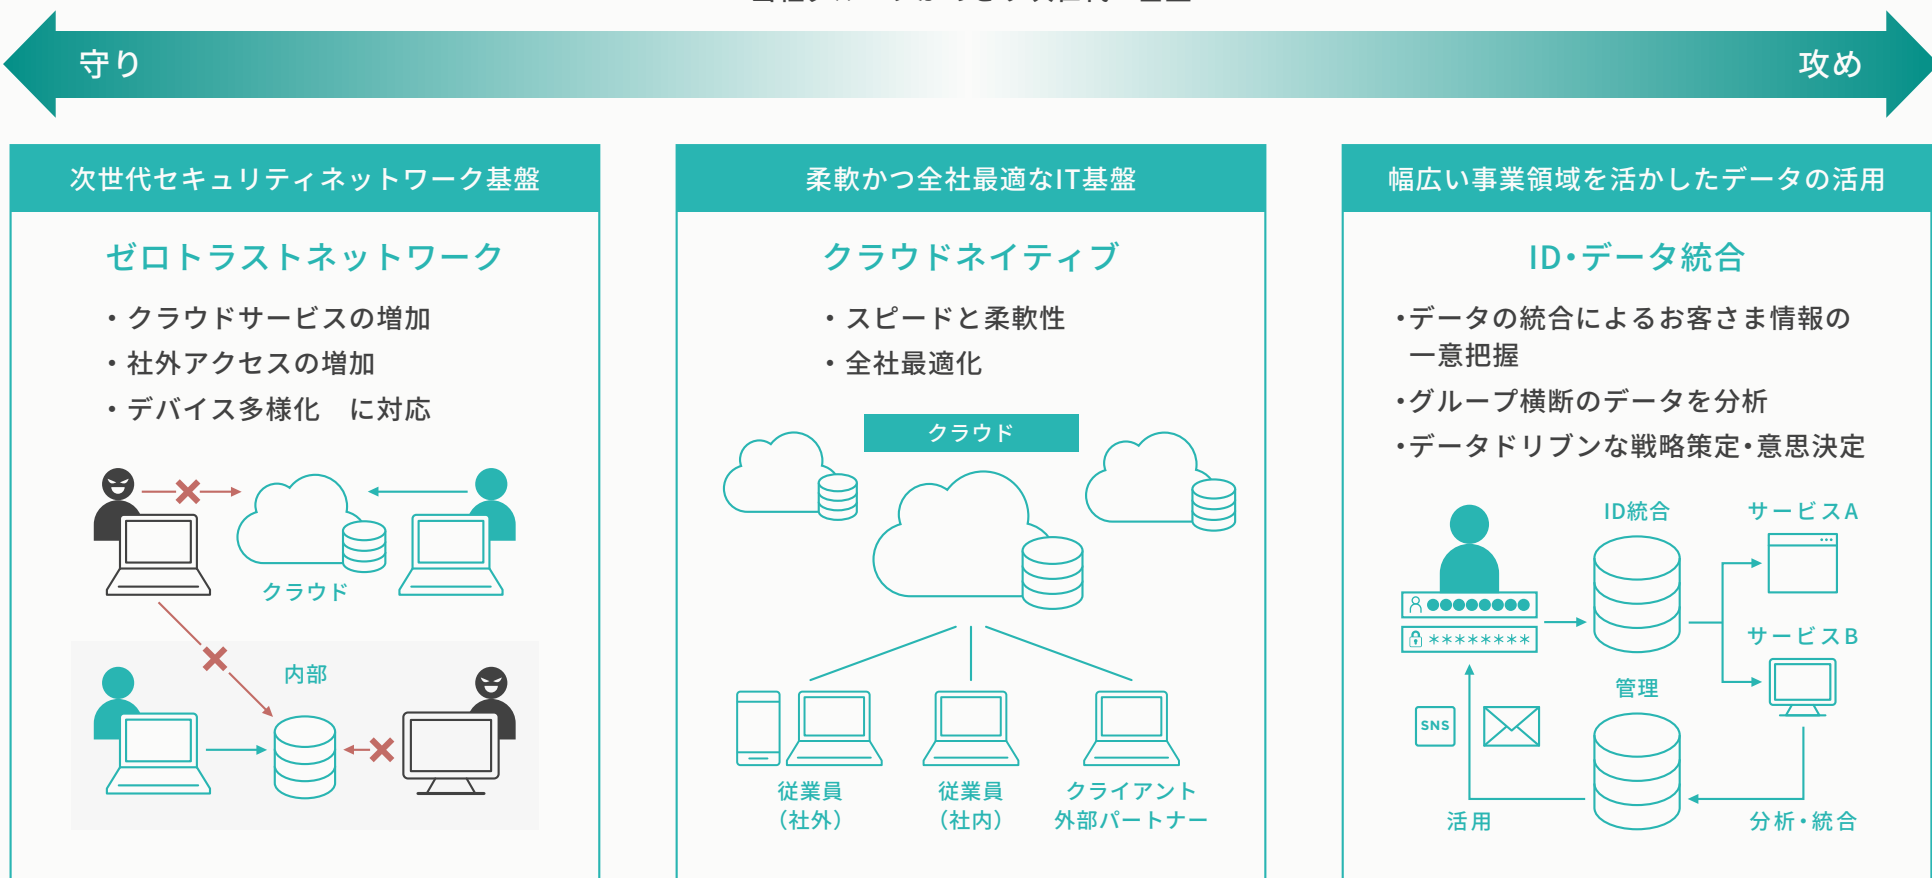 守り
攻め
次世代セキュリティネットワーク基盤
ゼロトラストネットワーク
・クラウドサービスの増加
・社外アクセスの増加
・デバイス多様化　に対応
クラウド
内部
柔軟かつ全社最適なIT基盤
クラウドネイティブ
・スピードと柔軟性
・全社最適化
クラウド
従業員
（社外）
従業員
（社内）
クライアント
外部パートナー
幅広い事業領域を活かしたデータの活用
ID・データ統合
・データの統合によるお客さま情報の
一意把握
・グループ横断のデータを分析
・データドリブンな戦略策定・意思決定
ID統合
サービスA
********
サービスB
管理
SNS
活用
分析・統合